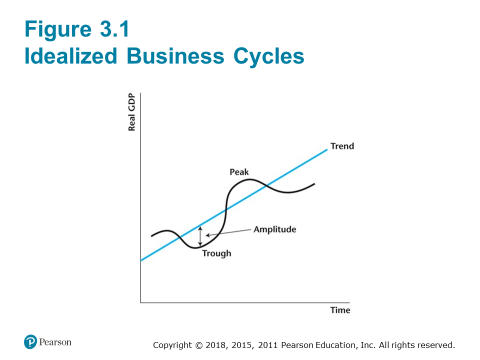 Figure 3.1
Idealized Business Cycles
Real GDP
Trend
Peak
Amplitude
Trough
Time
Pearson
Copyright © 2018, 2015, 2011 Pearson Education, Inc. All rights reserved.